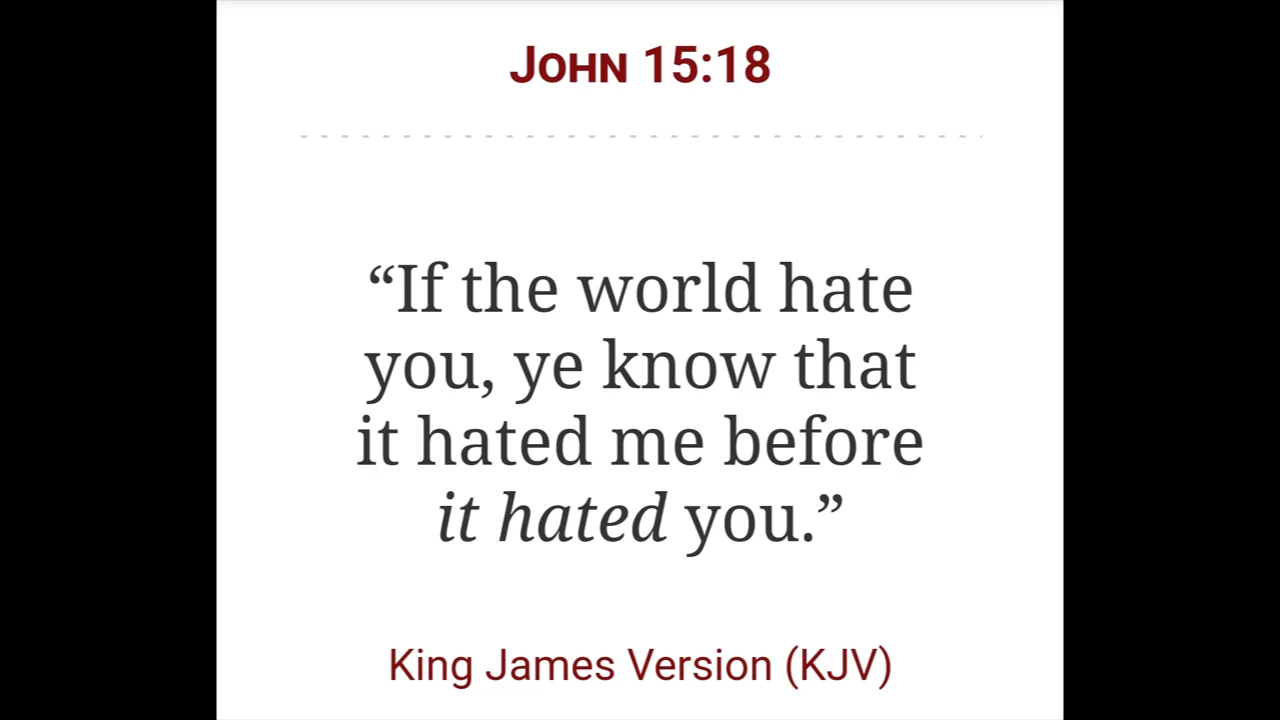 John 15:18
“If the world hate
you, ye know that
it hated me before
it hated you.”
King James Version (KJV)